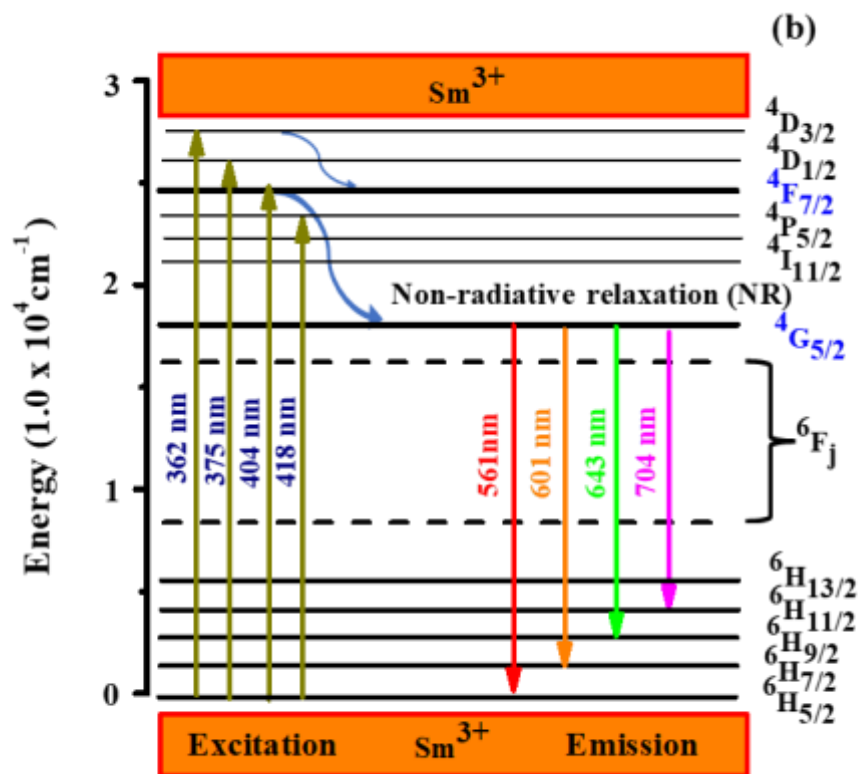 (b)
3
Sm³⁺
⁴D₃/₂
⁴D₁/₂
⁴F₇/₂
⁴P₅/₂
⁴I₁₁/₂
2
Non-radiative relaxation (NR)
⁴G₅/₂
Energy (1.0 x 10⁴ cm⁻¹)
362 nm
375 nm
404 nm
418 nm
561nm
601 nm
643 nm
704 nm
⁶Fⱼ
1
⁶H₁₃/₂
⁶H₁₁/₂
⁶H₉/₂
⁶H₇/₂
⁶H₅/₂
0
Excitation Sm³⁺ Emission